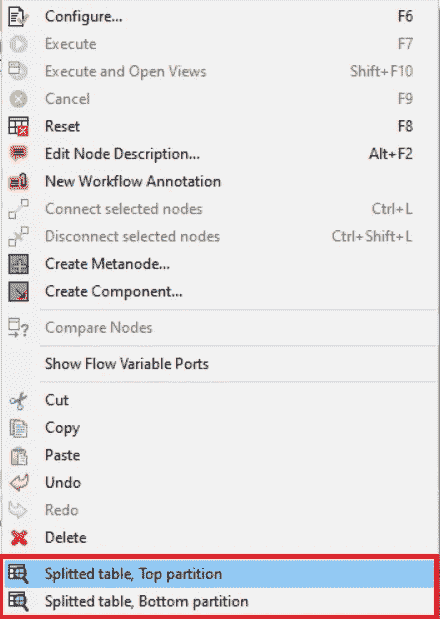 Configure... F6
Execute F7
Execute and Open Views Shift+F10
Cancel F9
Reset F8
Edit Node Description... Alt+F2
New Workflow Annotation
Connect selected nodes Ctrl+L
Disconnect selected nodes Ctrl+Shift+L
Create Metanode...
Create Component...
Compare Nodes
Show Flow Variable Ports
Cut
Copy
Paste
Undo
Redo
Delete
Splitted table, Top partition
Splitted table, Bottom partition